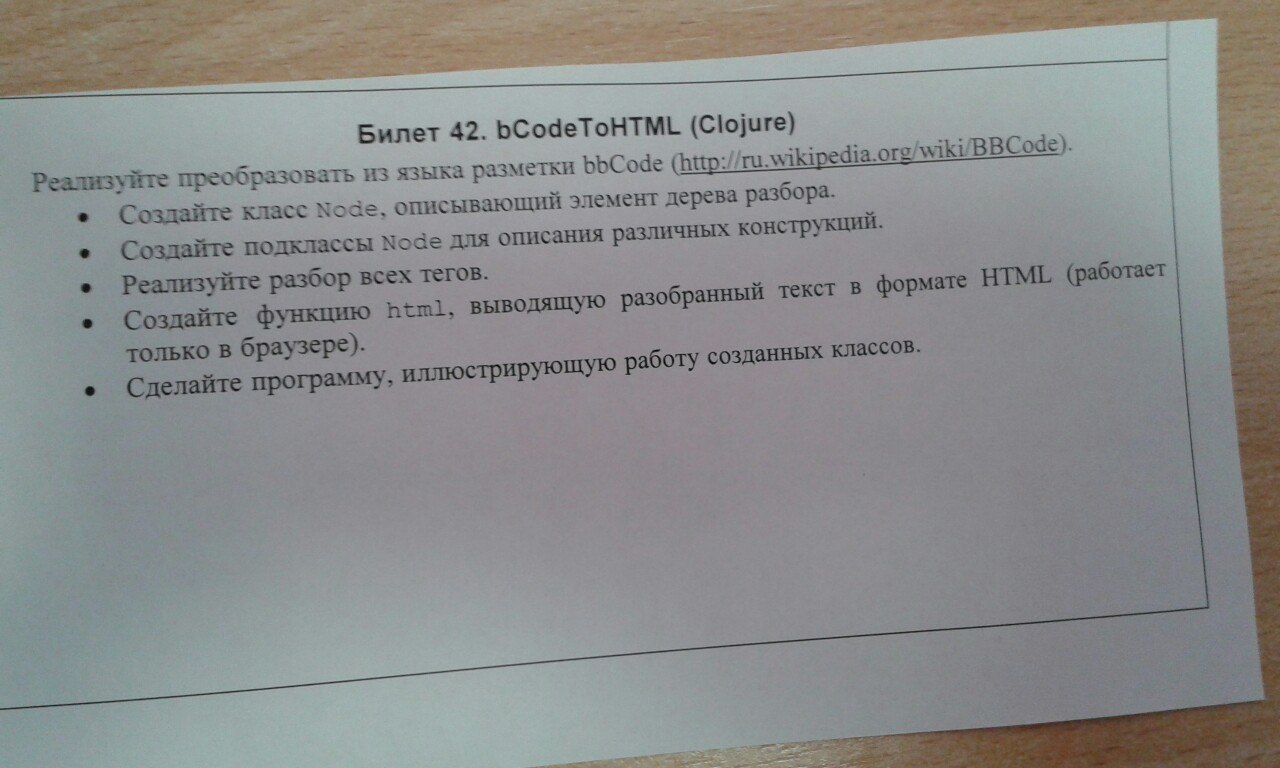 Билет 42. bCodeToHTML (Clojure)
Реализуйте преобразовать из языка разметки bbCode (http://ru.wikipedia.org/wiki/BBCode).
• Создайте класс Node, описывающий элемент дерева разбора.
• Создайте подклассы Node для описания различных конструкций.
• Реализуйте разбор всех тегов.
• Создайте функцию html, выводящую разобранный текст в формате HTML (работает
только в браузере).
• Сделайте программу, иллюстрирующую работу созданных классов.